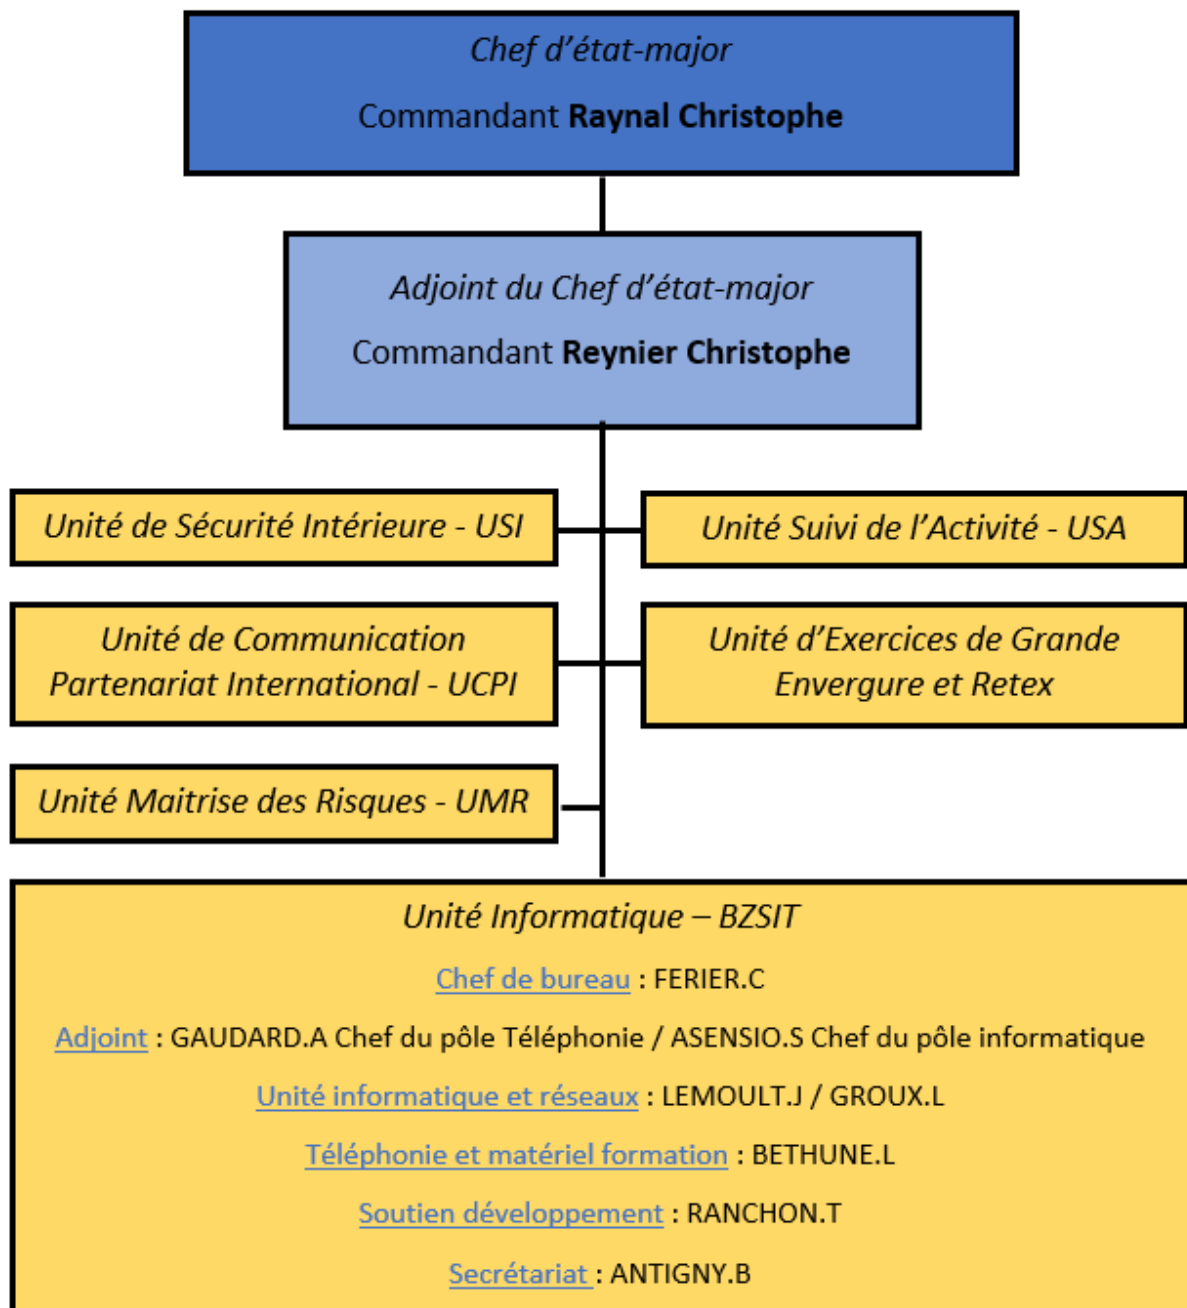 Chef d’état-major
Commandant Raynal Christophe
Adjoint du Chef d’état-major
Commandant Reynier Christophe
Unité de Sécurité Intérieure - USI
Unité Suivi de l’Activité - USA
Unité de Communication
Partenariat International - UCPI
Unité d’Exercices de Grande
Envergure et Retex
Unité Maitrise des Risques - UMR
Unité Informatique – BZSIT
Chef de bureau : FERIER.C
Adjoint : GAUDARD.A Chef du pôle Téléphonie / ASENSIO.S Chef du pôle informatique
Unité informatique et réseaux : LEMOULT.J / GROUX.L
Téléphonie et matériel formation : BETHUNE.L
Soutien développement : RANCHON.T
Secrétariat : ANTIGNY.B